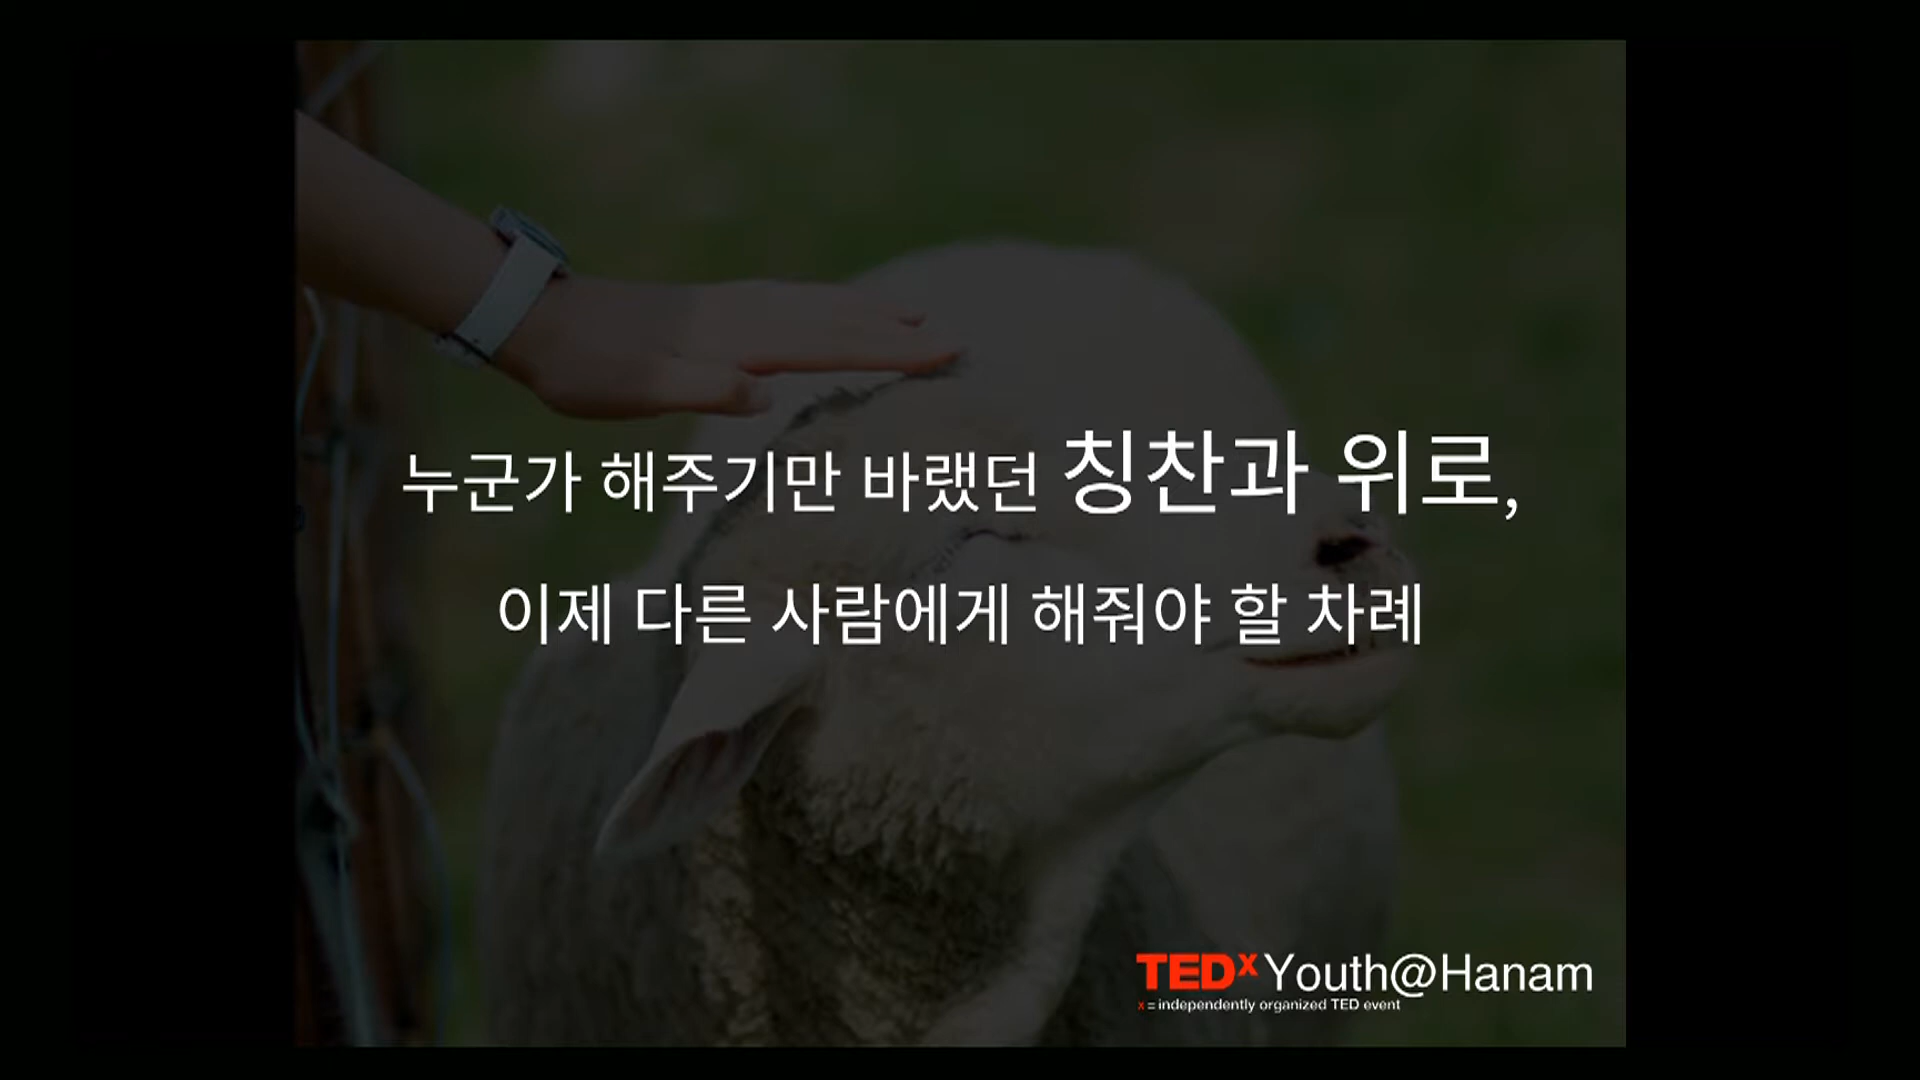 누군가 해주기만 바랬던 칭찬과 위로,
이제 다른 사람에게 해줘야 할 차례
TEDx Youth@Hanam
x = independently organized TED event